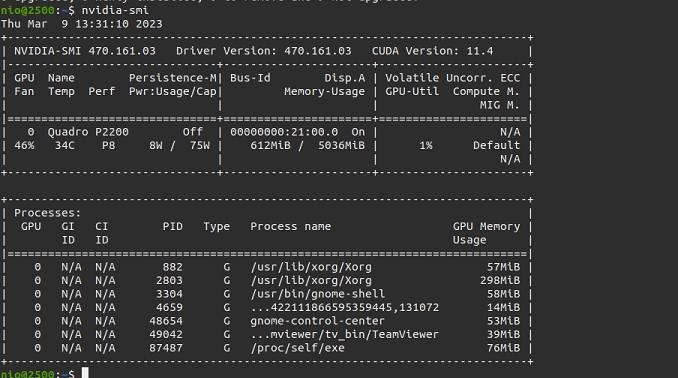 nio@2500:~$ nvidia-smi
Thu Mar  9 13:31:10 2023
+-----------------------------------------------------------------------------+
| NVIDIA-SMI 470.161.03   Driver Version: 470.161.03   CUDA Version: 11.4     |
|-------------------------------+----------------------+----------------------+
| GPU  Name        Persistence-M| Bus-Id        Disp.A | Volatile Uncorr. ECC |
| Fan  Temp  Perf  Pwr:Usage/Cap|         Memory-Usage | GPU-Util  Compute M. |
|                               |                      |               MIG M. |
|===============================+======================+======================|
|   0  Quadro P2200        Off  | 00000000:21:00.0  On |                  N/A |
| 46%   34C    P8     8W /  75W |    612MiB /  5036MiB |      1%      Default |
|                               |                      |                  N/A |
+-------------------------------+----------------------+----------------------+
+-----------------------------------------------------------------------------+
| Processes:                                                                  |
|  GPU   GI   CI        PID   Type   Process name                  GPU Memory |
|        ID   ID                                                   Usage      |
|=============================================================================|
|    0   N/A  N/A       882      G   /usr/lib/xorg/Xorg                 57MiB |
|    0   N/A  N/A      2803      G   /usr/lib/xorg/Xorg                298MiB |
|    0   N/A  N/A      3304      G   /usr/bin/gnome-shell               58MiB |
|    0   N/A  N/A      4659      G   ...422111866595359445,131072       14MiB |
|    0   N/A  N/A     48654      G   gnome-control-center               53MiB |
|    0   N/A  N/A     49042      G   ...mviewer/tv_bin/TeamViewer       39MiB |
|    0   N/A  N/A     87487      G   /proc/self/exe                     76MiB |
+-----------------------------------------------------------------------------+
nio@2500:~$